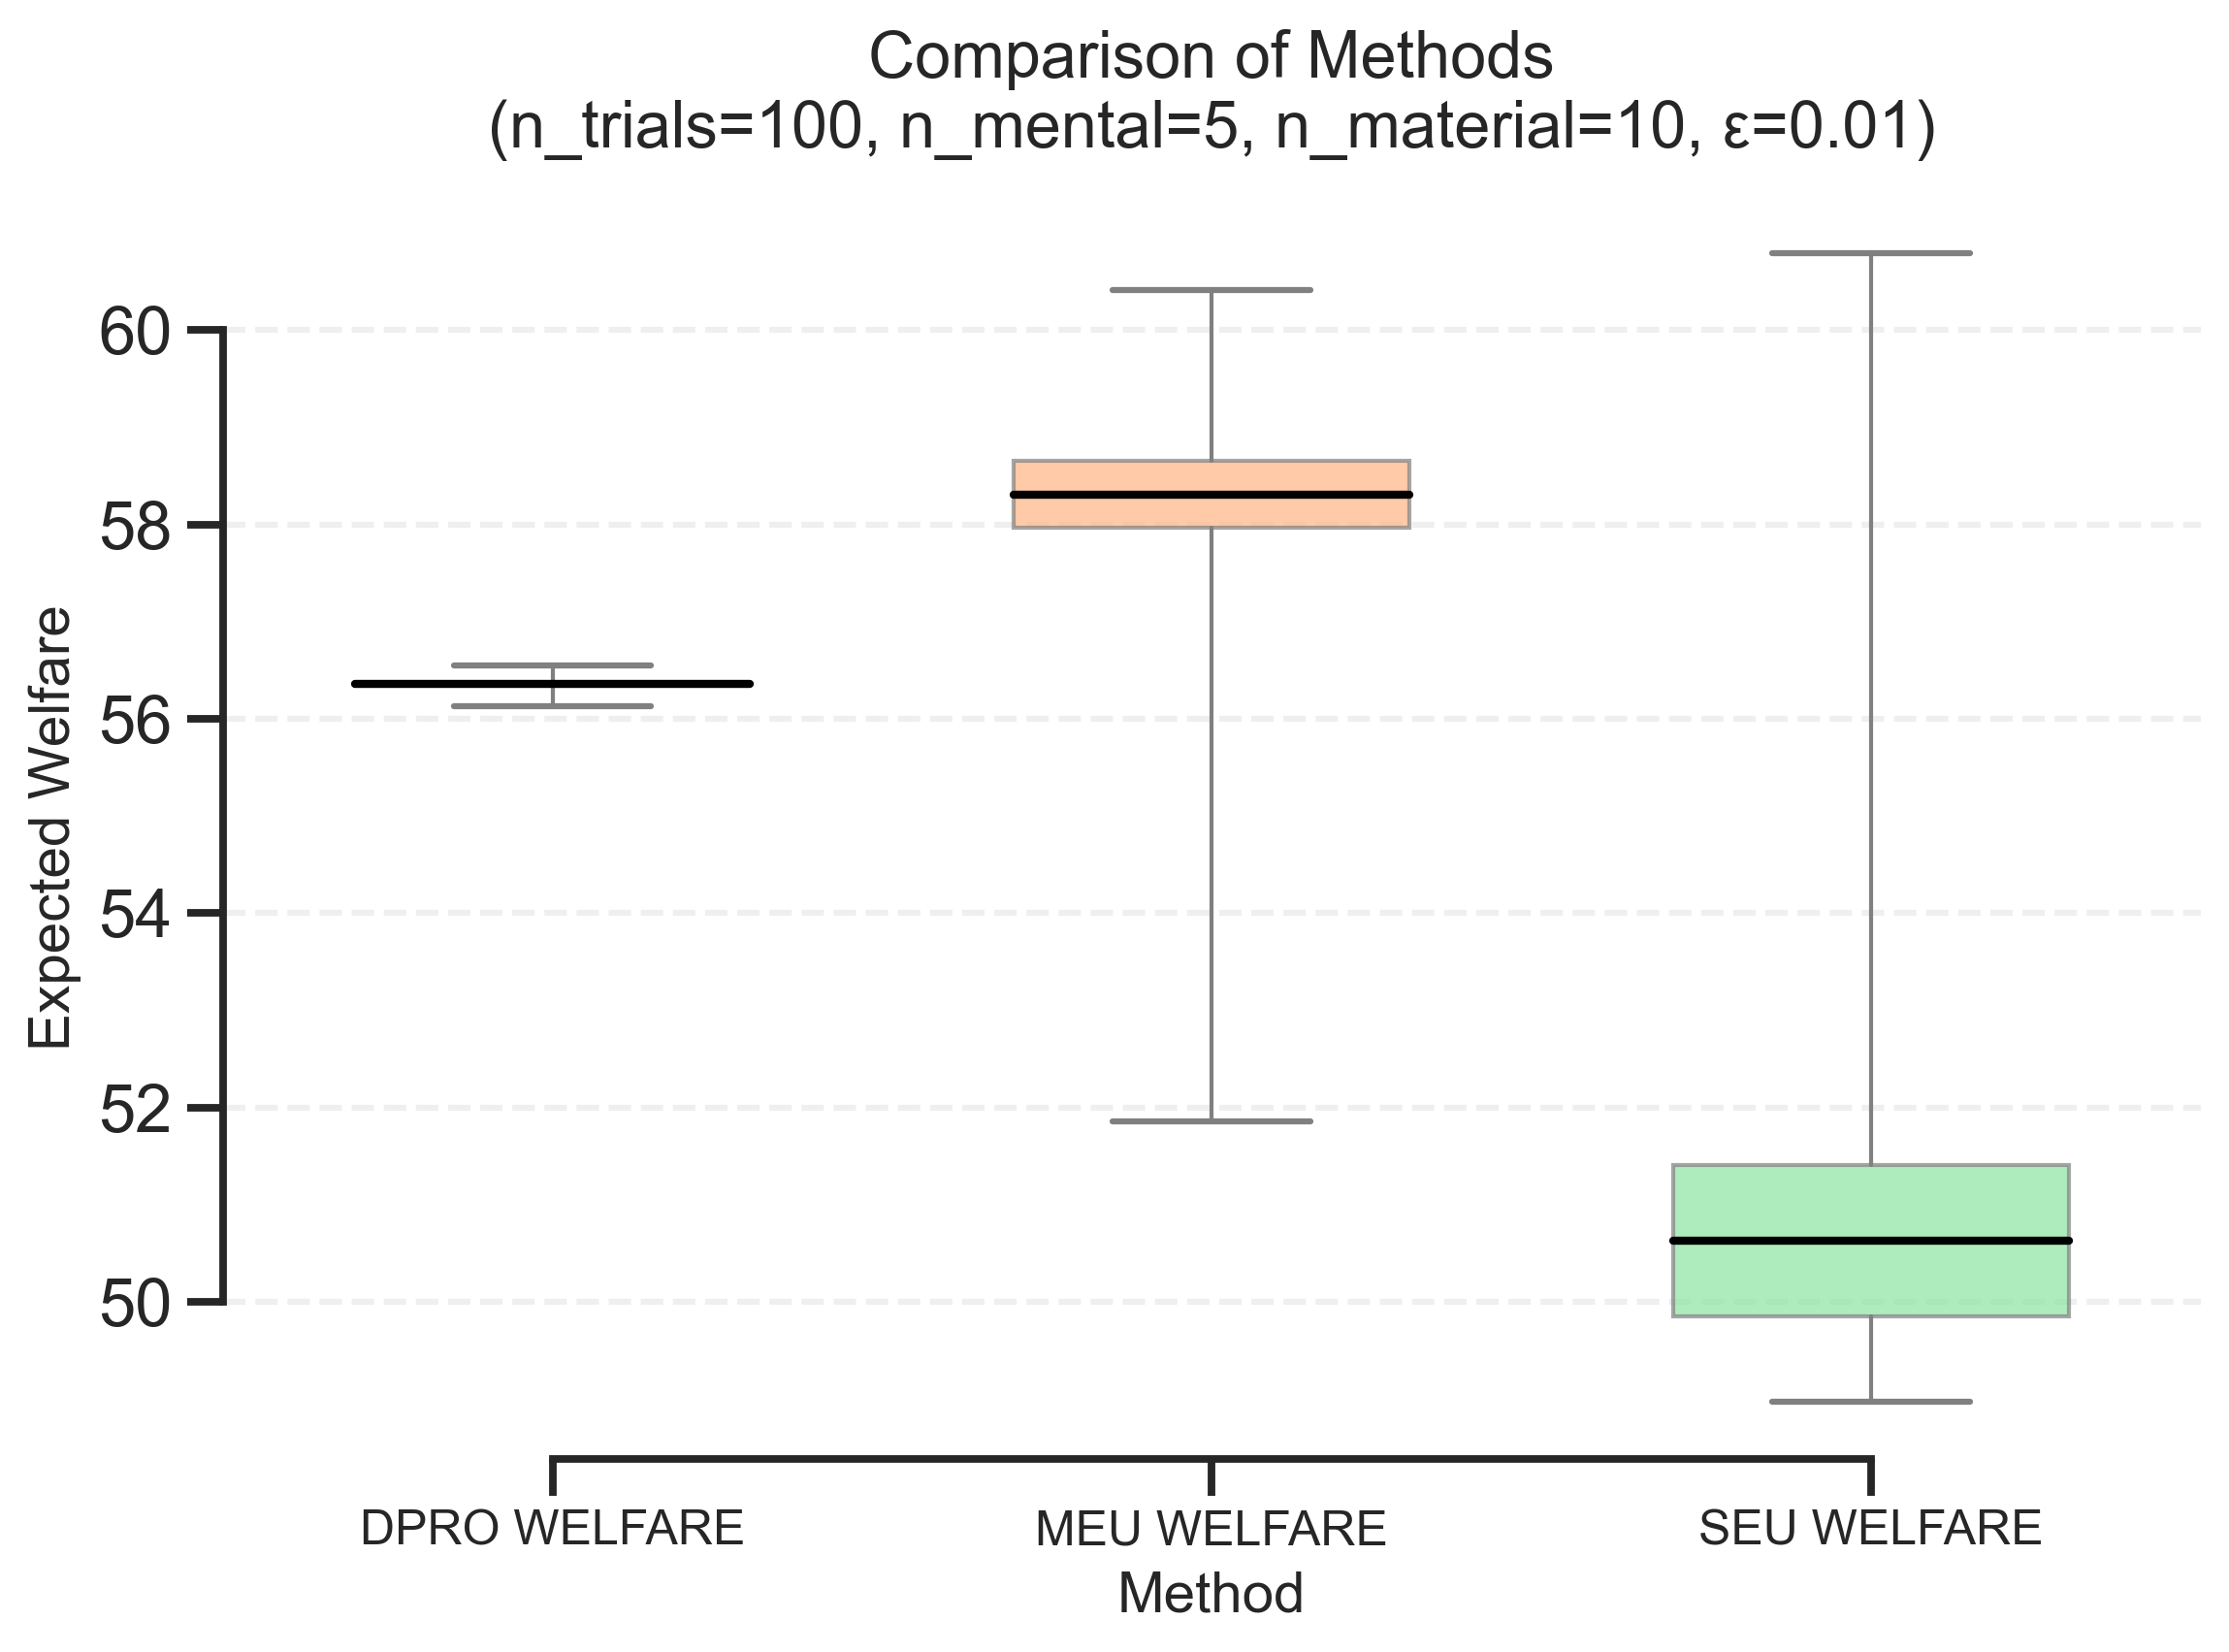 Comparison of Methods
(n_trials=100, n_mental=5, n_material=10, ε=0.01)
Expected Welfare
60
58
56
54
52
50
DPRO WELFARE
MEU WELFARE
SEU WELFARE
Method